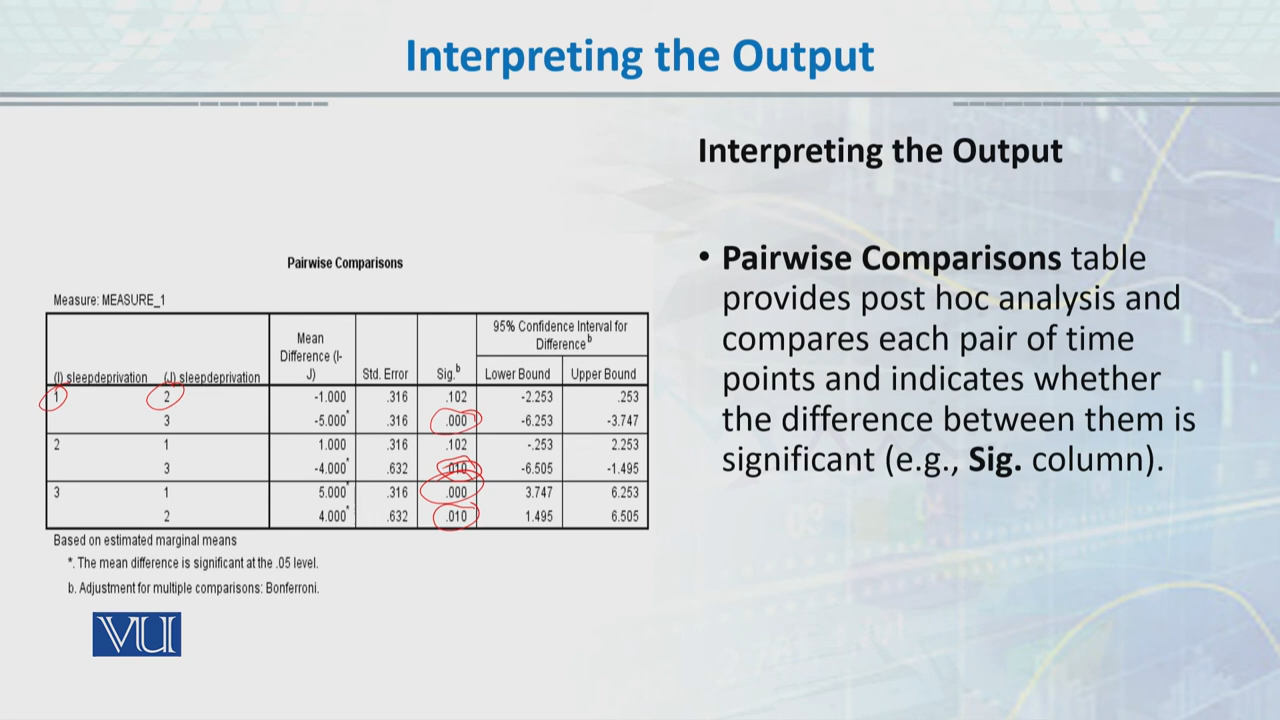 Interpreting the Output
Interpreting the Output
• Pairwise Comparisons table
provides post hoc analysis and
compares each pair of time
points and indicates whether
the difference between them is
significant (e.g., Sig. column).
Pairwise Comparisons
Measure: MEASURE_1
(I) sleepdeprivation (J) sleepdeprivation Mean Difference (I-J) Std. Error Sig.b 95% Confidence Interval for Differenceb
Lower Bound Upper Bound
1 2 -1.000 .316 .102 -2.253 .253
3 -5.000* .316 .000 -6.253 -3.747
2 1 1.000 .316 .102 -.253 2.253
3 -4.000* .632 .010 -6.505 -1.495
3 1 5.000* .316 .000 3.747 6.253
2 4.000* .632 .010 1.495 6.505
Based on estimated marginal means
*. The mean difference is significant at the .05 level.
b. Adjustment for multiple comparisons: Bonferroni.
VU